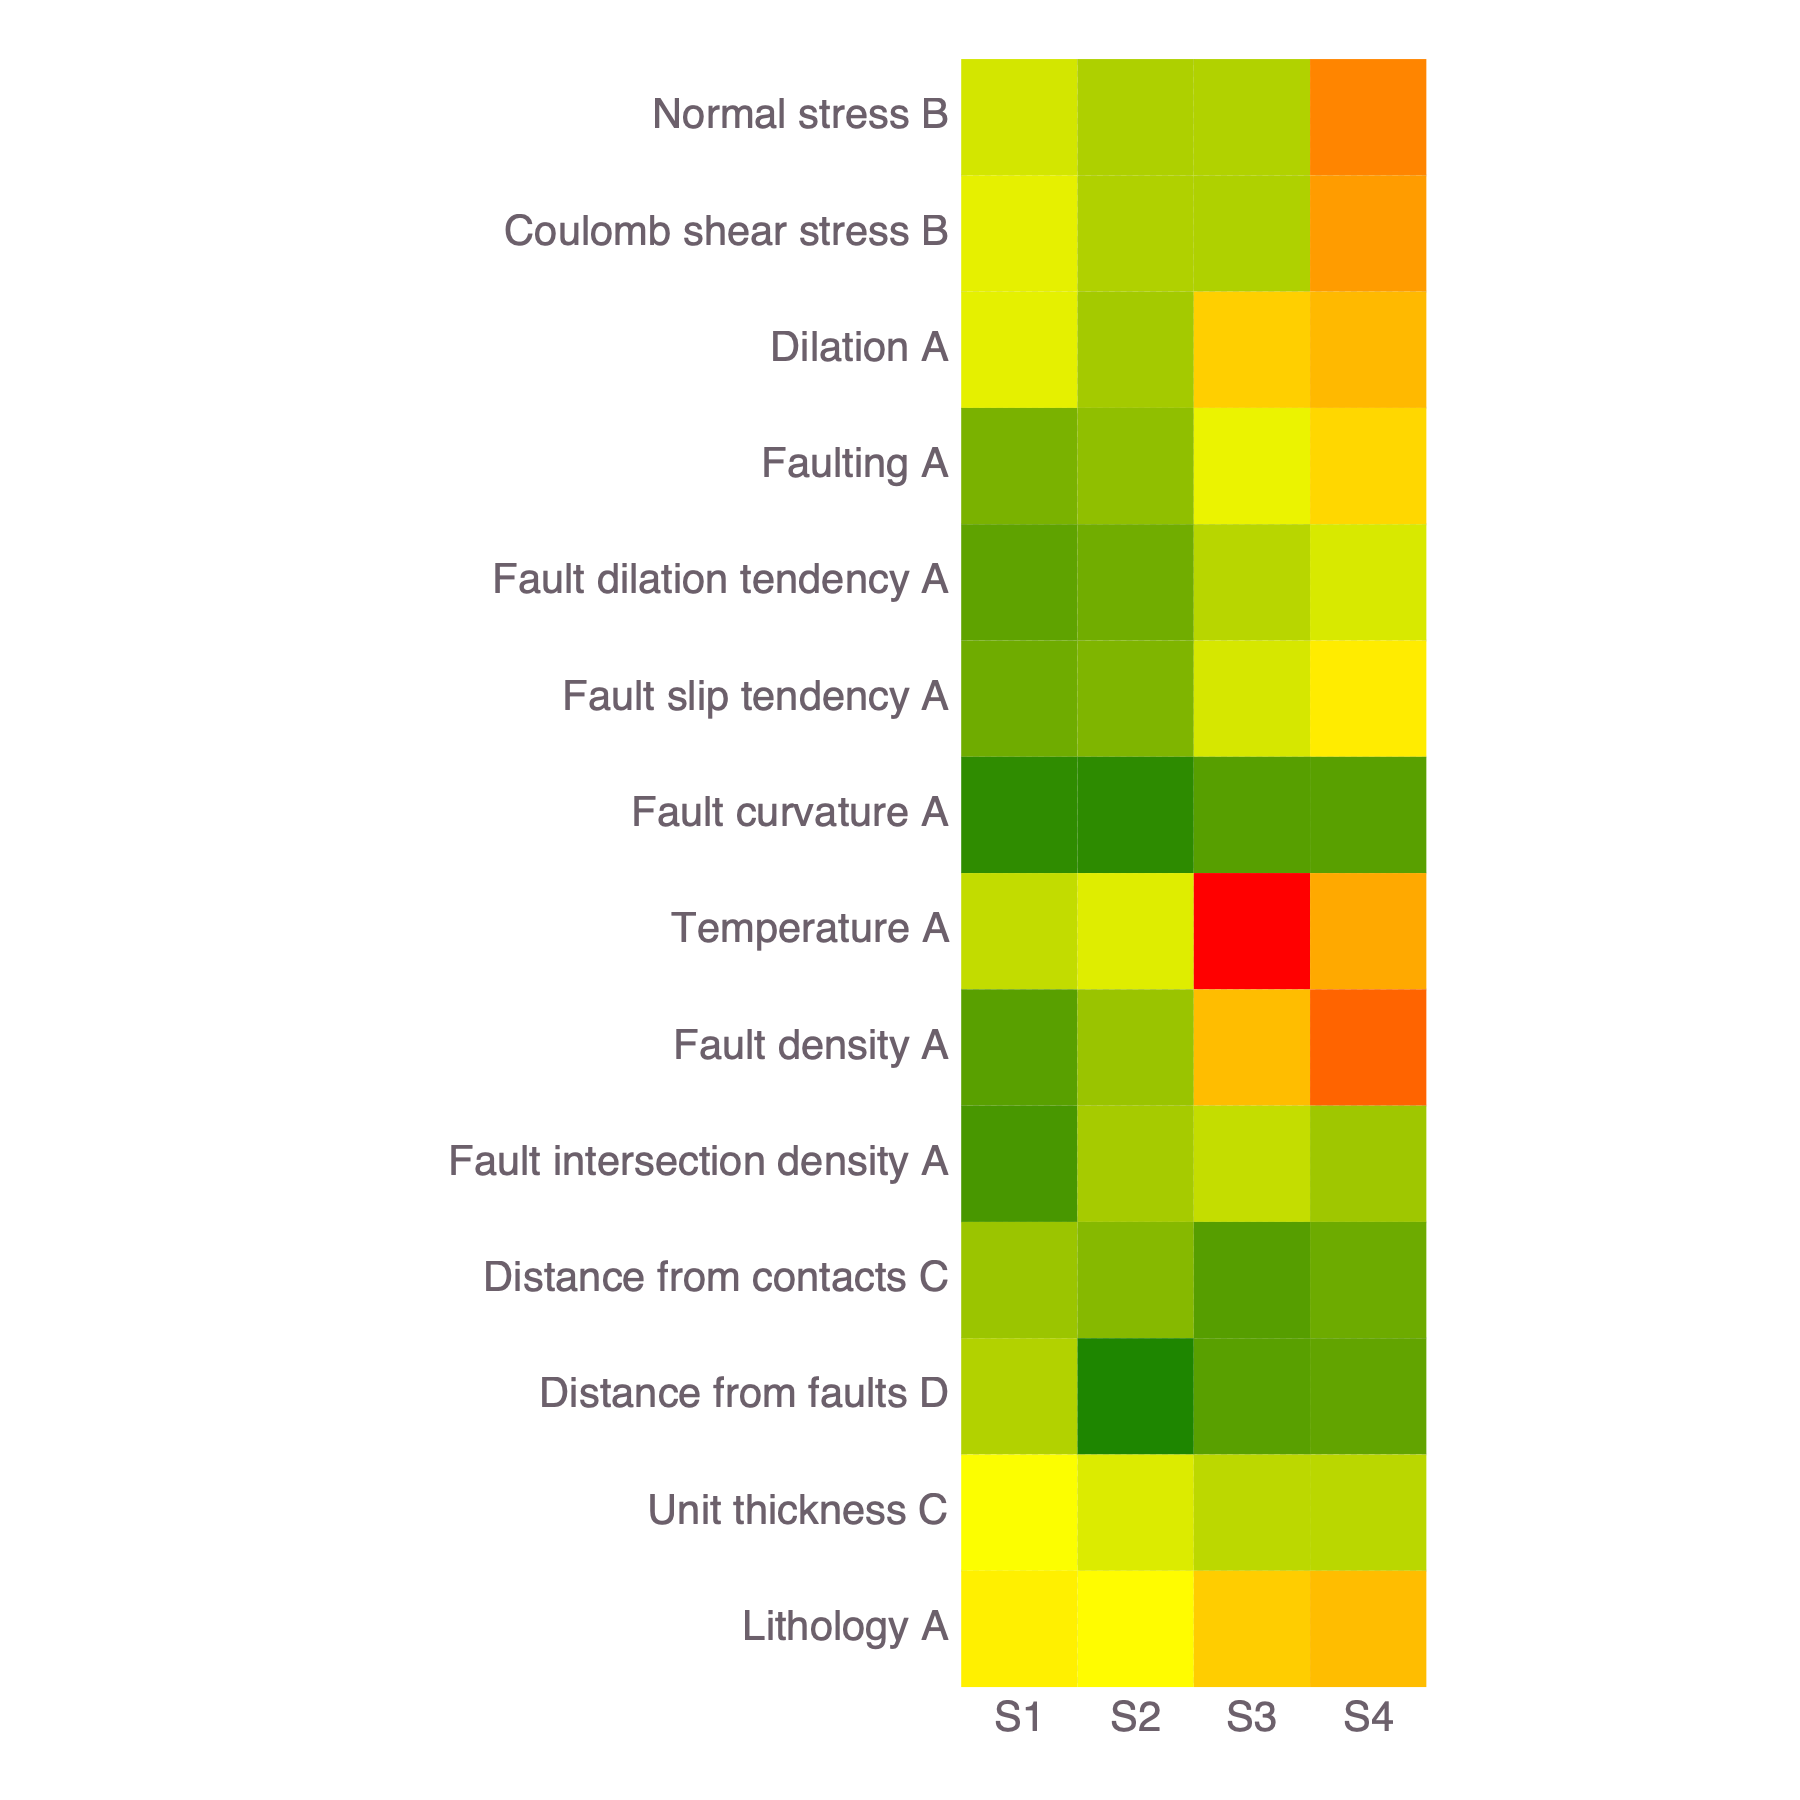 Normal stress B
Coulomb shear stress B
Dilation A
Faulting A
Fault dilation tendency A
Fault slip tendency A
Fault curvature A
Temperature A
Fault density A
Fault intersection density A
Distance from contacts C
Distance from faults D
Unit thickness C
Lithology A
S1 S2 S3 S4